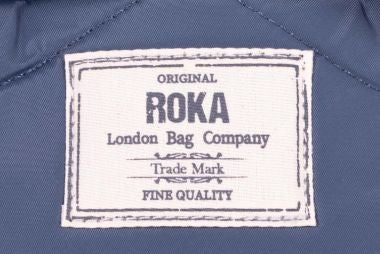 ORIGINAL
ROKA
London Bag Company
Trade Mark
FINE QUALITY